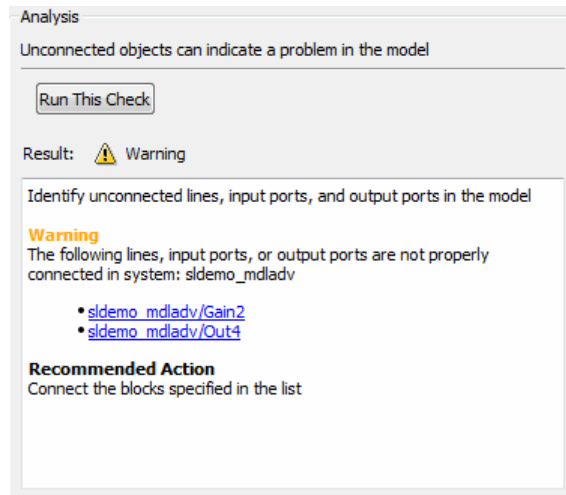 Analysis
Unconnected objects can indicate a problem in the model
Run This Check
Result: Warning
Identify unconnected lines, input ports, and output ports in the model
Warning
The following lines, input ports, or output ports are not properly
connected in system: sldemo_mdladv
• sldemo_mdladv/Gain2
• sldemo_mdladv/Out4
Recommended Action
Connect the blocks specified in the list